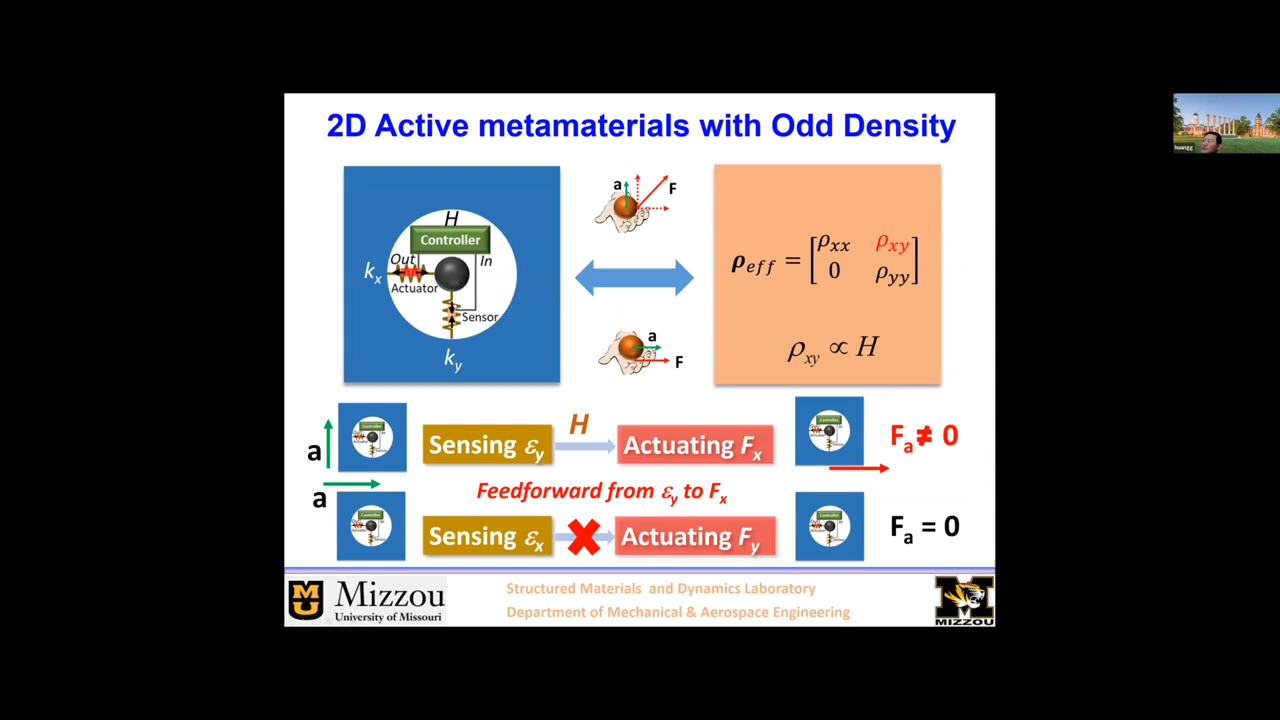 2D Active metamaterials with Odd Density
H
Controller
Out
In
kx
Actuator
Sensor
ky
a
F
a
F
ρeff = [ρxx ρxy
0 ρyy]
ρxy ∝ H
a
Sensing εy
H
Actuating Fx
Fa ≠ 0
a
Feedforward from εy to Fx
Sensing εx
Actuating Fy
Fa = 0
Mizzou
University of Missouri
Structured Materials and Dynamics Laboratory
Department of Mechanical & Aerospace Engineering
MIZZOU
huangg